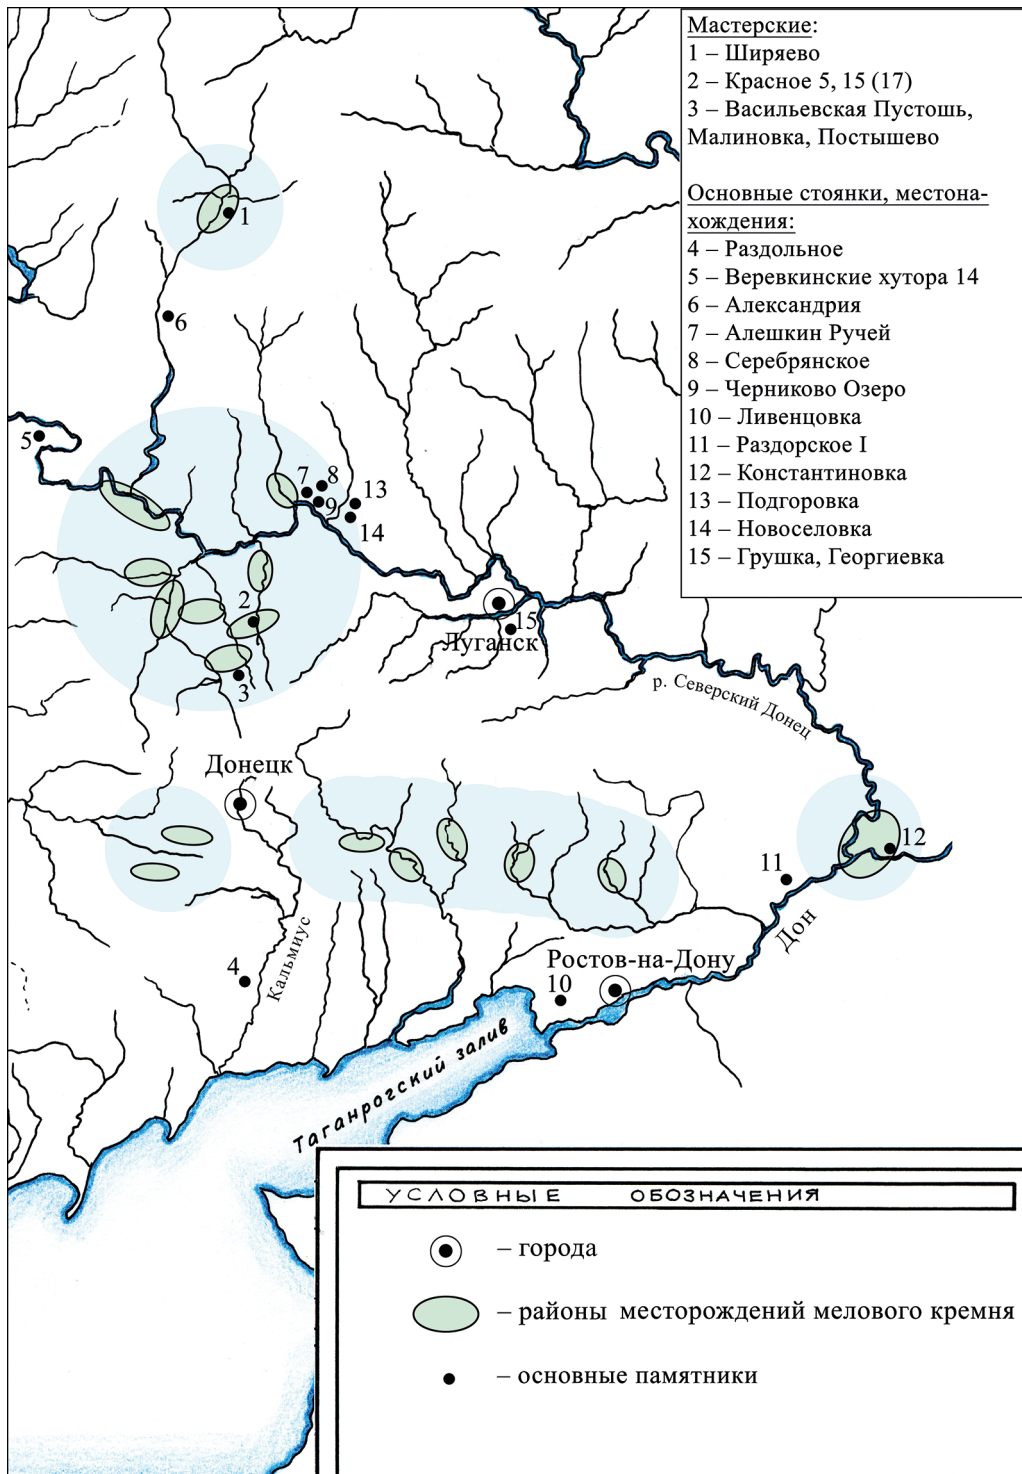 Мастерские:
1 – Ширяево
2 – Красное 5, 15 (17)
3 – Васильевская Пустошь,
Малиновка, Постышево
Основные стоянки, местона-
хождения:
4 – Раздольное
5 – Веревкинские хутора 14
6 – Александрия
7 – Алешкин Ручей
8 – Серебрянское
9 – Черниково Озеро
10 – Ливенцовка
11 – Раздорское I
12 – Константиновка
13 – Подгоровка
14 – Новоселовка
15 – Грушка, Георгиевка
1
6
5
7
8
9
13
14
2
3
15
Луганск
р. Северский Донец
Донецк
12
11
Дон
Кальмиус
4
Ростов-на-Дону
10
Таганрогский залив
УСЛОВНЫЕ ОБОЗНАЧЕНИЯ
– города
– районы месторождений мелового кремня
– основные памятники